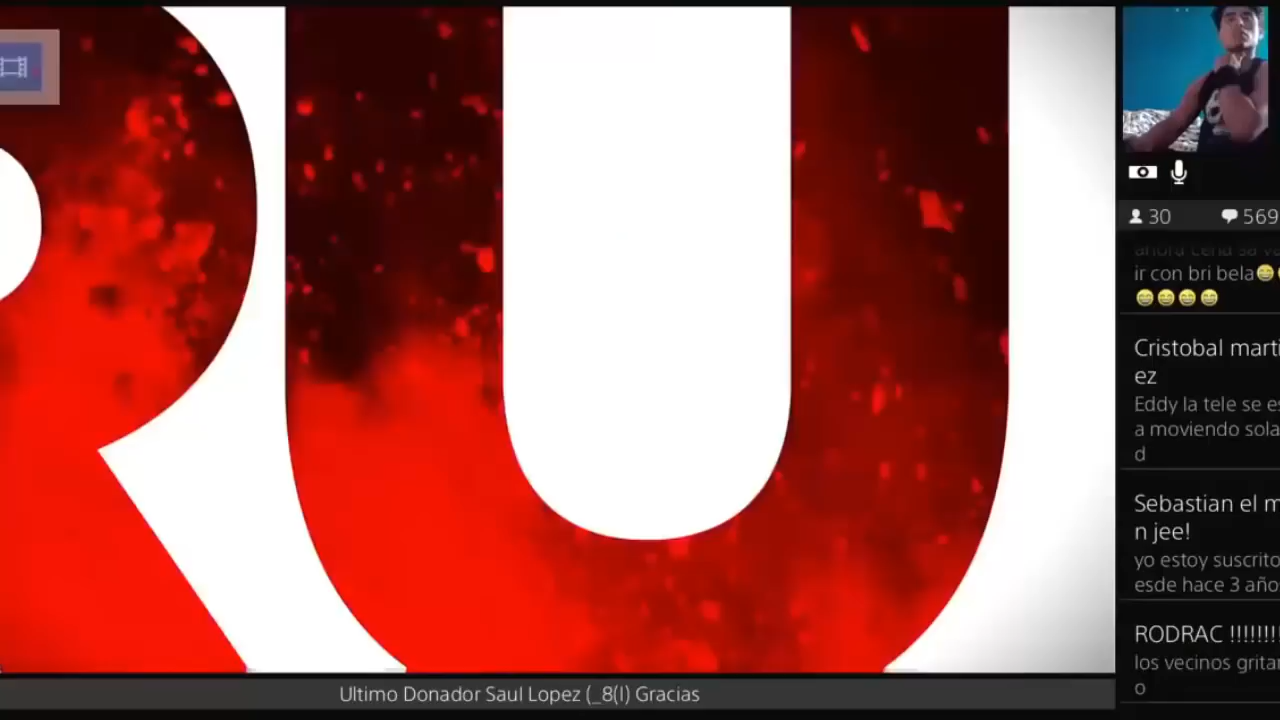 RU
30 569
ir con bri bela😁
😁😁😁😁
Cristobal marti
ez
Eddy la tele se es
a moviendo sola
d
Sebastian el m
n jee!
yo estoy suscrito
esde hace 3 año
RODRAC !!!!!!!!
los vecinos gritan
o
Ultimo Donador Saul Lopez (_8(l) Gracias